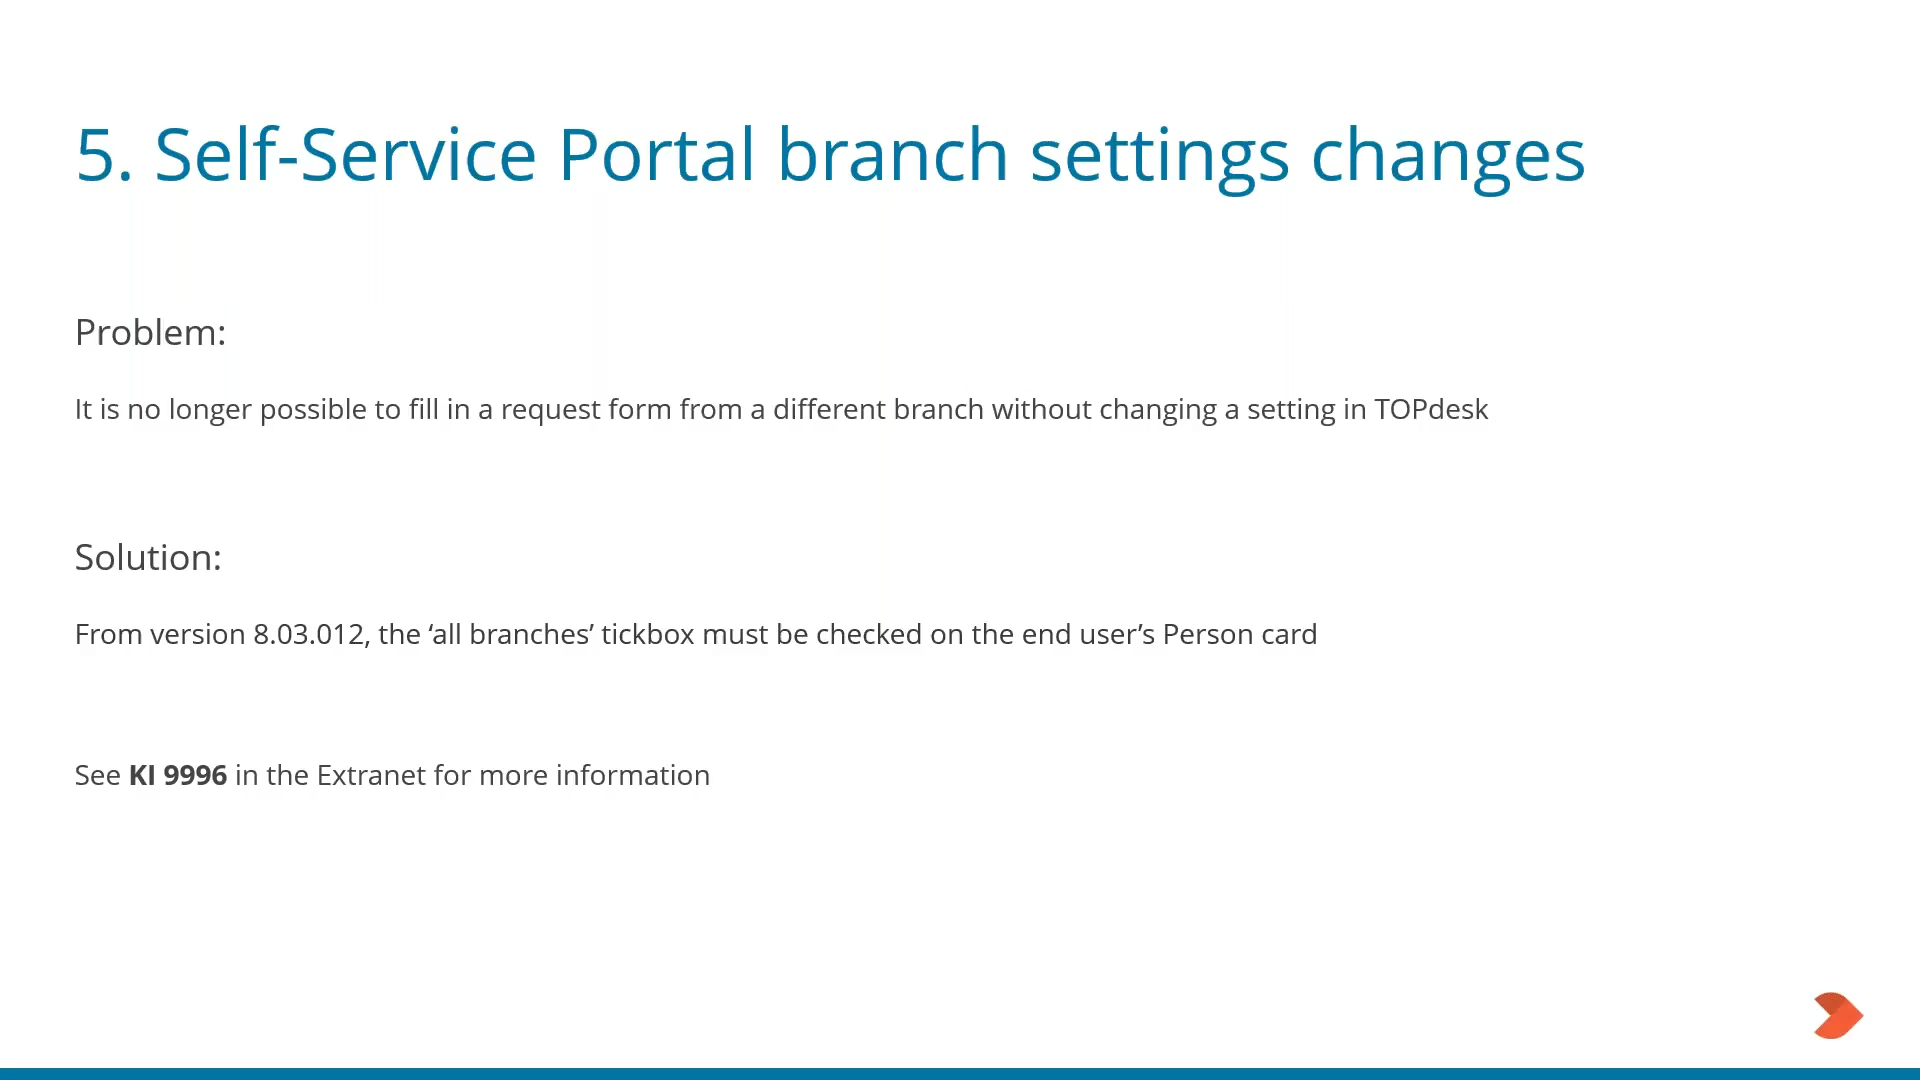 5. Self-Service Portal branch settings changes
Problem:
It is no longer possible to fill in a request form from a different branch without changing a setting in TOPdesk
Solution:
From version 8.03.012, the ‘all branches’ tickbox must be checked on the end user’s Person card
See KI 9996 in the Extranet for more information